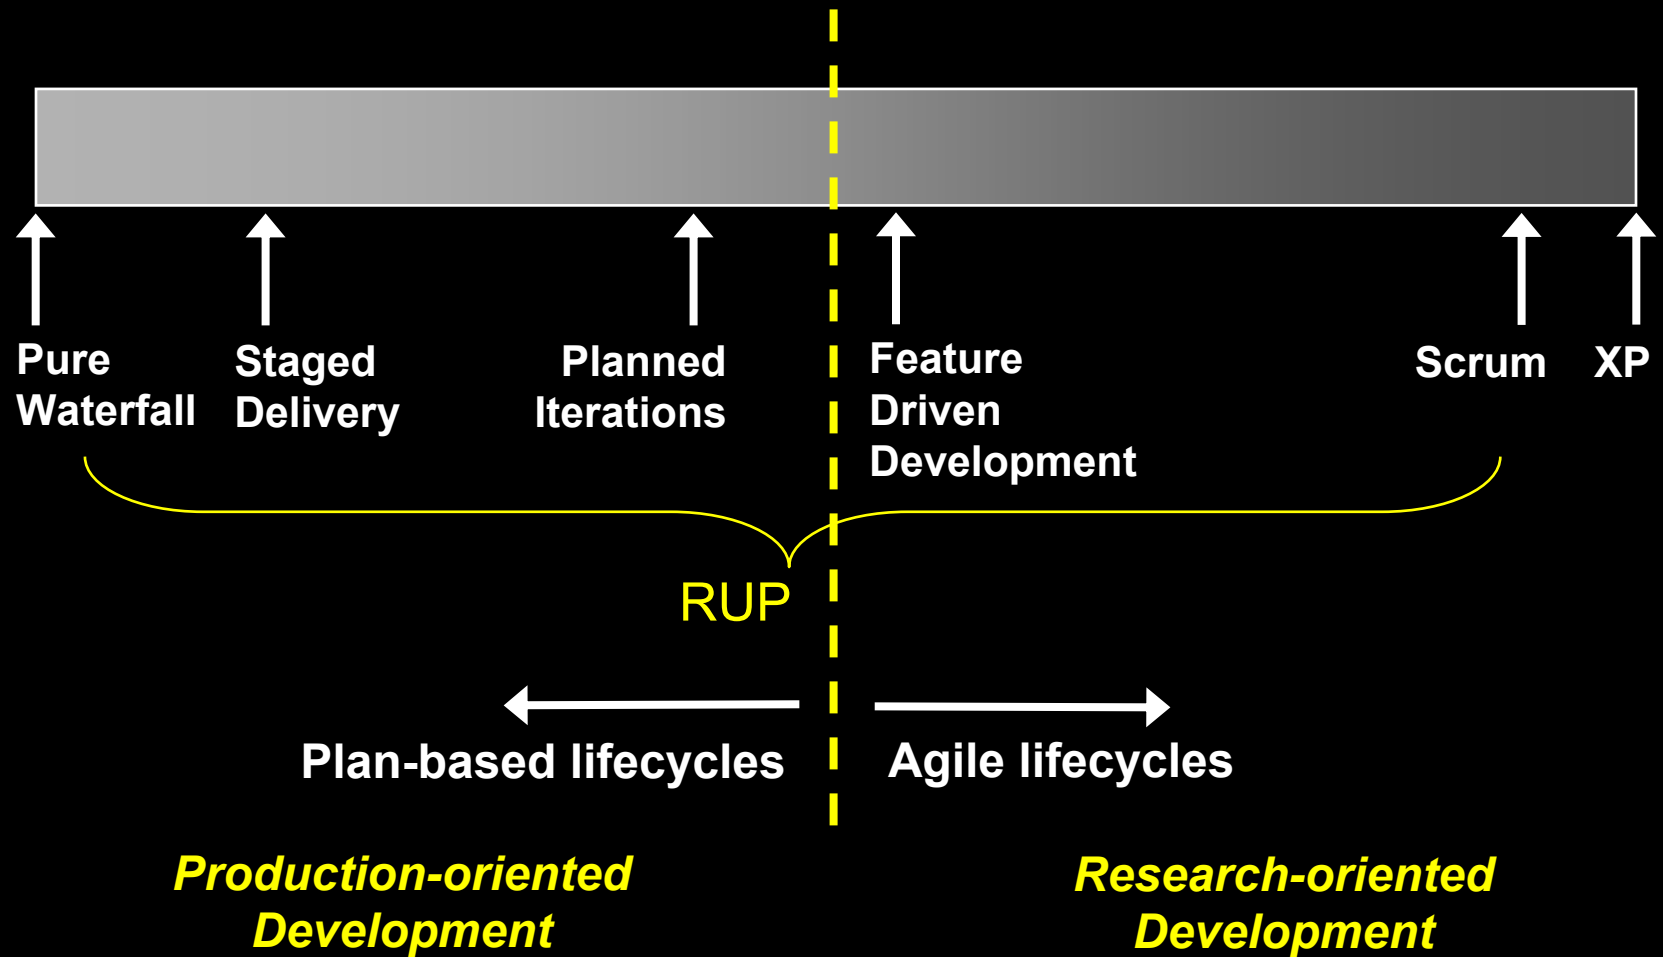 Pure
Waterfall
Staged
Delivery
Planned
Iterations
Feature
Driven
Development
Scrum
XP
RUP
Plan-based lifecycles
Agile lifecycles
Production-oriented
Development
Research-oriented
Development